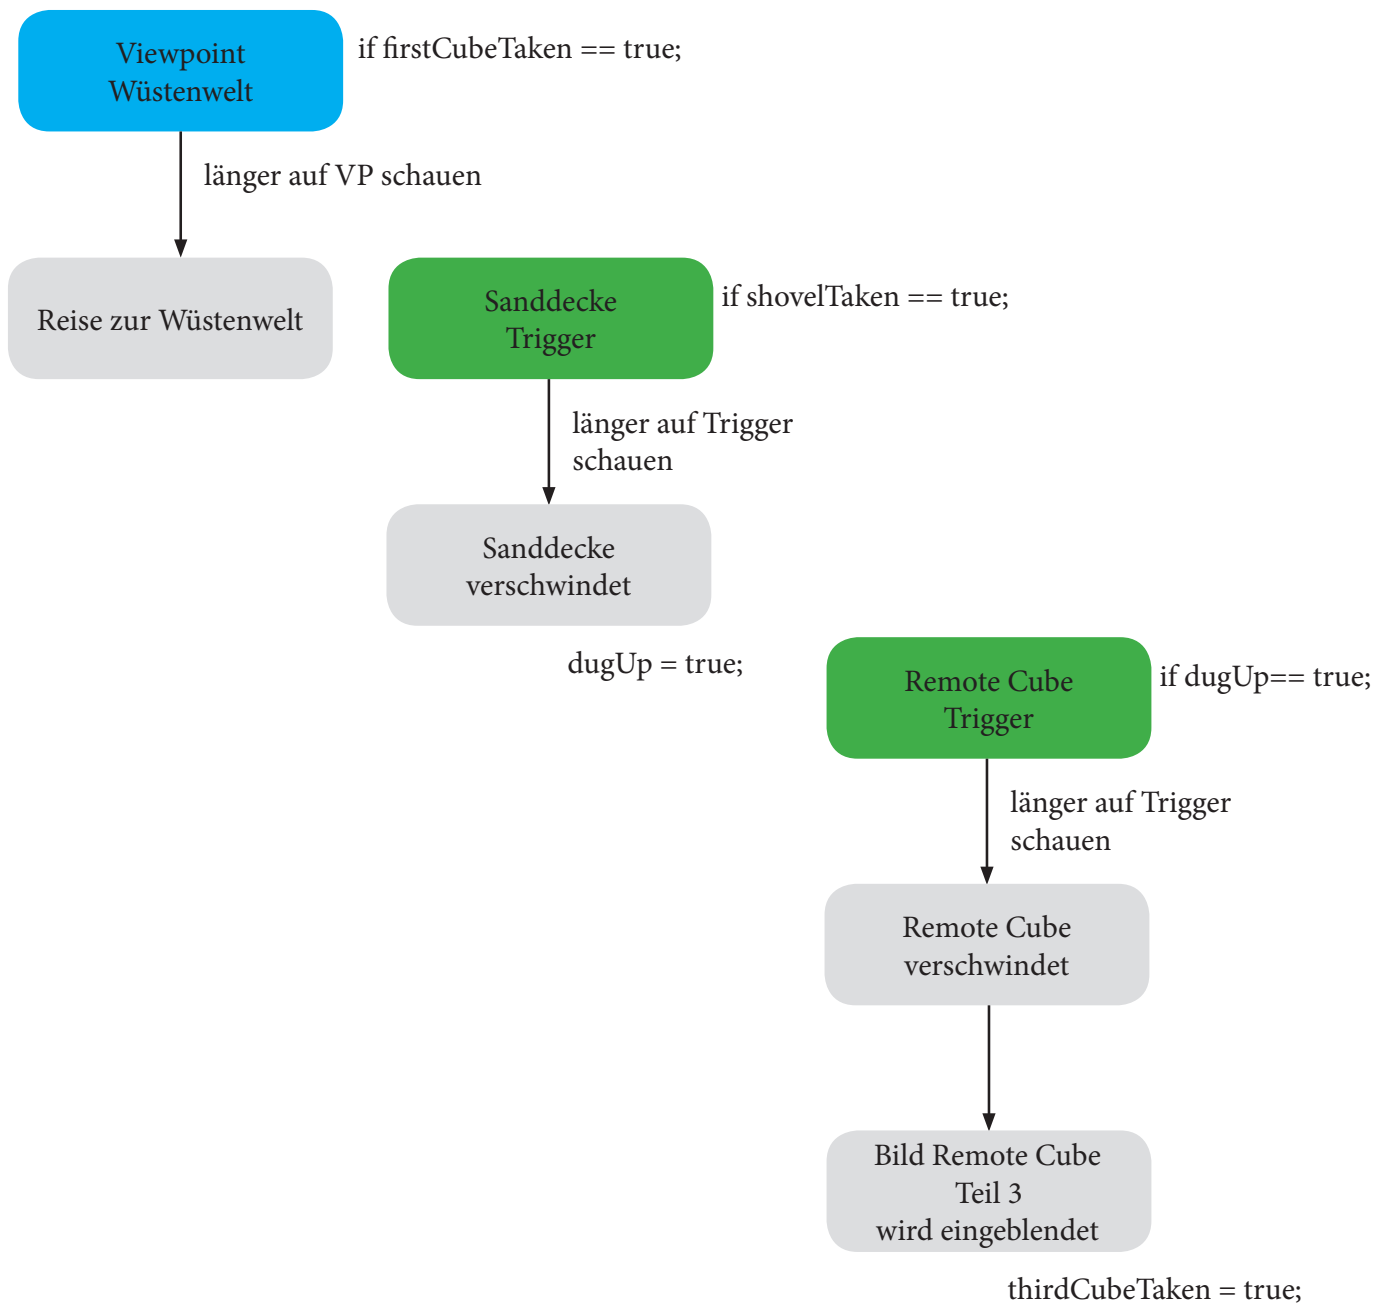 Viewpoint
Wüstenwelt
if firstCubeTaken == true;
länger auf VP schauen
Reise zur Wüstenwelt
Sanddecke
Trigger
if shovelTaken == true;
länger auf Trigger
schauen
Sanddecke
verschwindet
dugUp = true;
Remote Cube
Trigger
if dugUp== true;
länger auf Trigger
schauen
Remote Cube
verschwindet
Bild Remote Cube
Teil 3
wird eingeblendet
thirdCubeTaken = true;